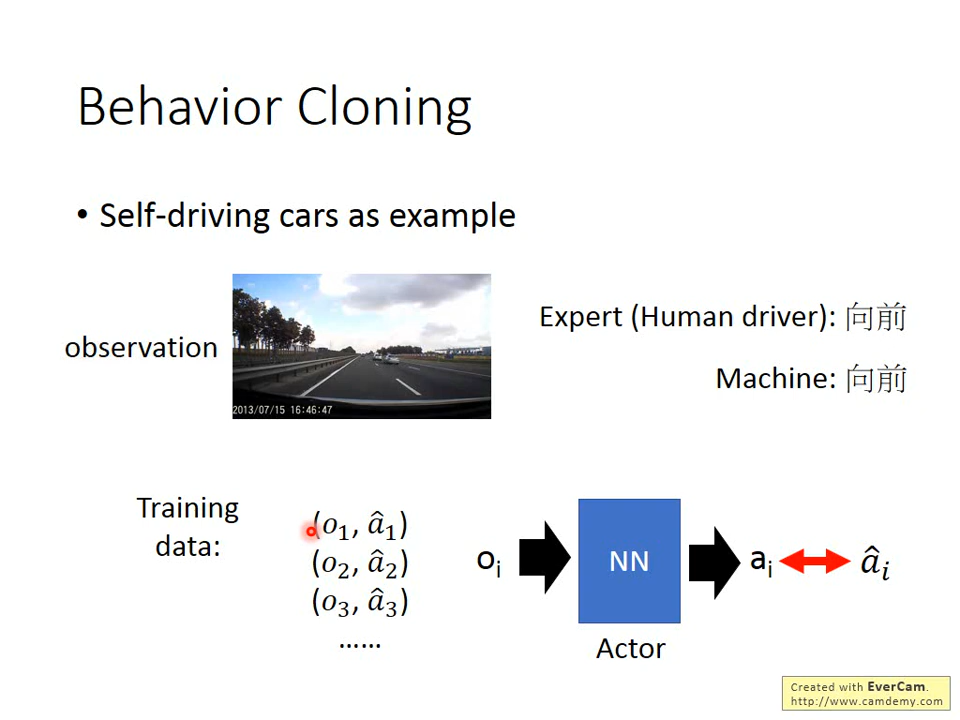 Behavior Cloning
• Self-driving cars as example
observation
2013/07/15 16:46:47
Expert (Human driver): 向前
Machine: 向前
Training
data:
(o₁, â₁)
(o₂, â₂)
(o₃, â₃)
……
oᵢ
NN
aᵢ
âᵢ
Actor
Created with EverCam.
http://www.camdemy.com